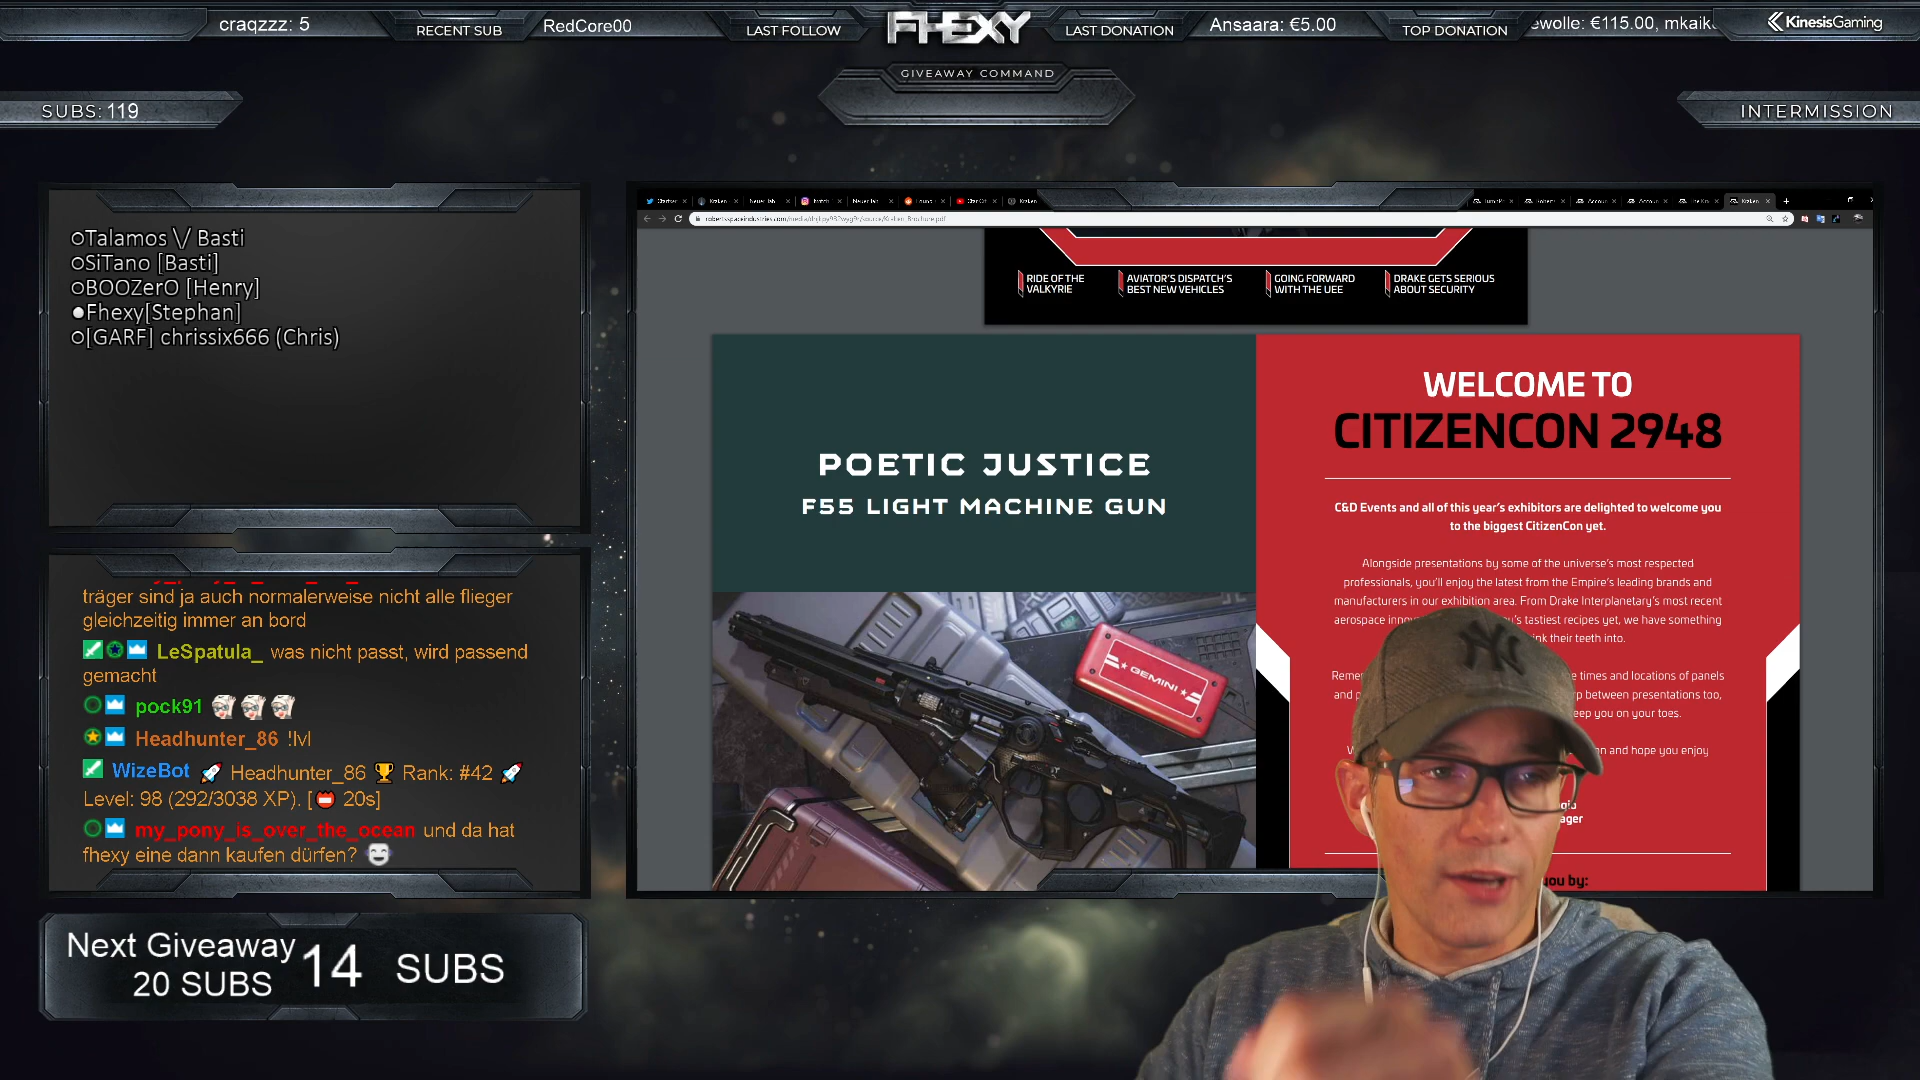 craqzzz: 5
RECENT SUB
RedCore00
LAST FOLLOW
FHEXY
LAST DONATION
Ansaara: €5.00
TOP DONATION
ewolle: €115.00, mkaik
KinesisGaming
GIVEAWAY COMMAND
SUBS: 119
INTERMISSION
Talamos \/ Basti
SiTano [Basti]
BOOZerO [Henry]
Fhexy[Stephan]
[GARF] chrissix666 (Chris)
träger sind ja auch normalerweise nicht alle flieger
gleichzeitig immer an bord
LeSpatula_ was nicht passt, wird passend
gemacht
pock91
Headhunter_86 !lvl
WizeBot Headhunter_86 Rank: #42
Level: 98 (292/3038 XP). [ 20s]
my_pony_is_over_the_ocean und da hat
fhexy eine dann kaufen dürfen?
Next Giveaway
20 SUBS
14 SUBS
RIDE OF THE
VALKYRIE
AVIATOR'S DISPATCH'S
BEST NEW VEHICLES
GOING FORWARD
WITH THE UEE
DRAKE GETS SERIOUS
ABOUT SECURITY
POETIC JUSTICE
F55 LIGHT MACHINE GUN
GEMINI
WELCOME TO
CITIZENCON 2948
C&D Events and all of this year's exhibitors are delighted to welcome you
to the biggest CitizenCon yet.
Alongside presentations by some of the universe's most respected
professionals, you'll enjoy the latest from the Empire's leading brands and
manufacturers in our exhibition area. From Drake Interplanetary's most recent
aerospace tastiest recipes yet, we have something
their teeth into.
times and locations of panels
between presentations too,
eep you on your toes.
and hope you enjoy
you by: